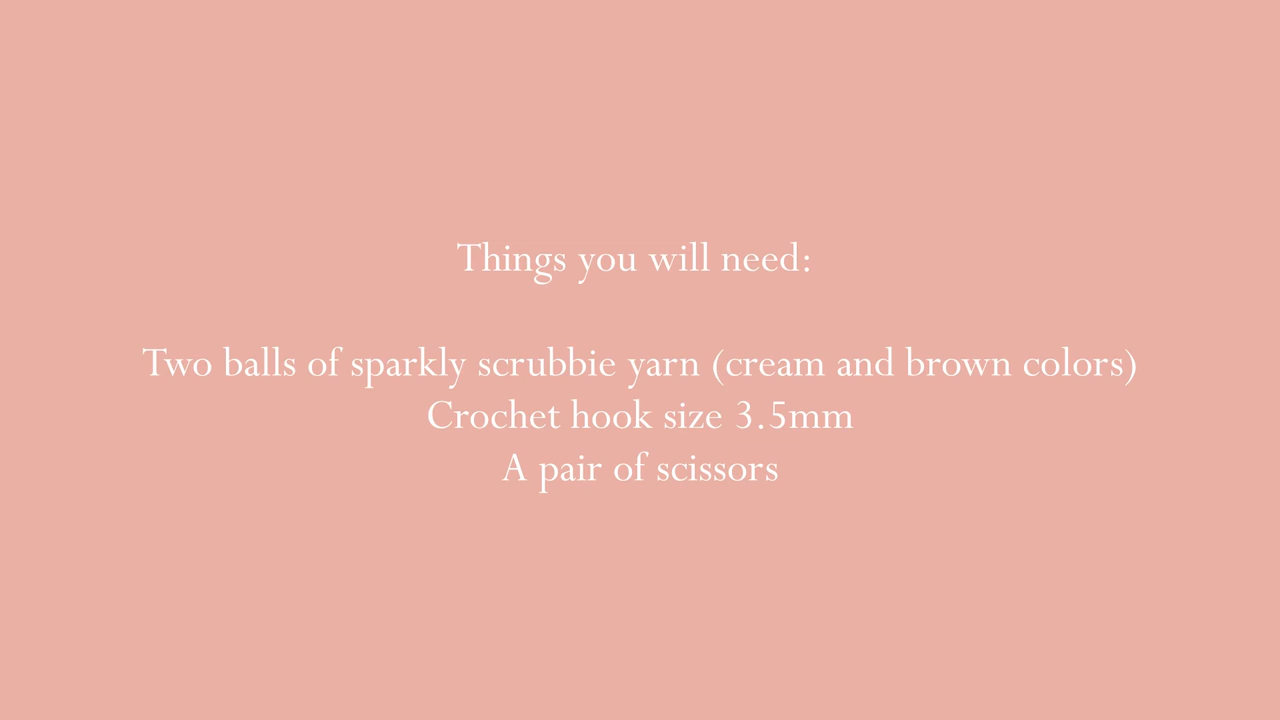 Things you will need:
Two balls of sparkly scrubbie yarn (cream and brown colors)
Crochet hook size 3.5mm
A pair of scissors